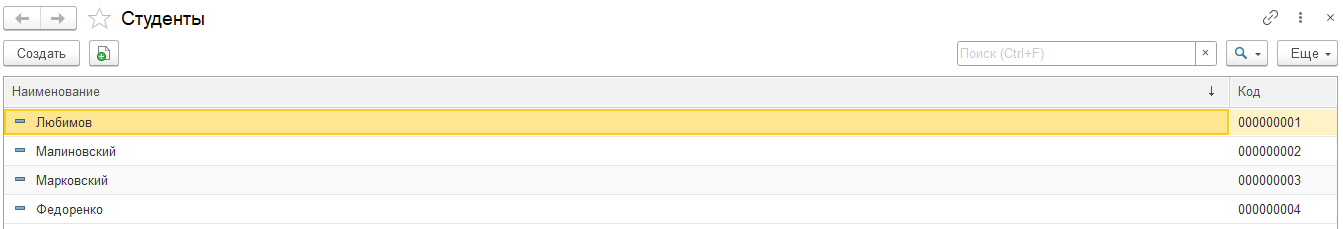 Студенты
Создать
Поиск (Ctrl+F)
Еще
Наименование Код
Любимов 000000001
Малиновский 000000002
Марковский 000000003
Федоренко 000000004